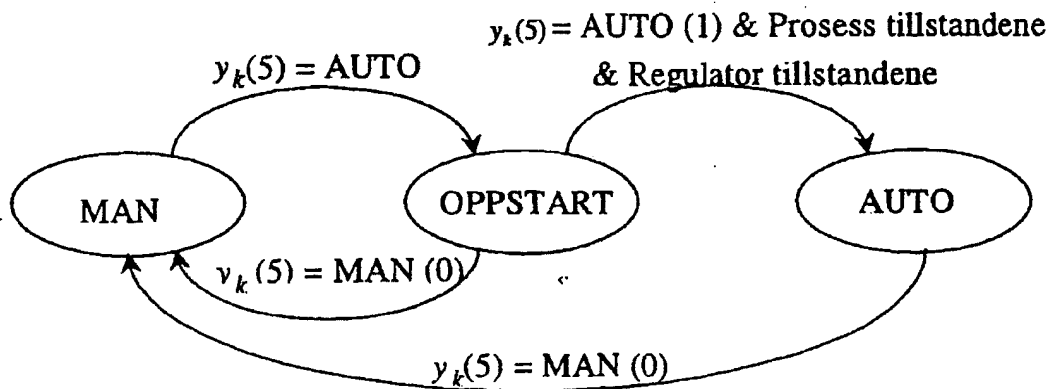 y_k(5) = AUTO (1) & Prosess tillstandene
& Regulator tillstandene
y_k(5) = AUTO
MAN
OPPSTART
AUTO
y_k(5) = MAN (0)
y_k(5) = MAN (0)